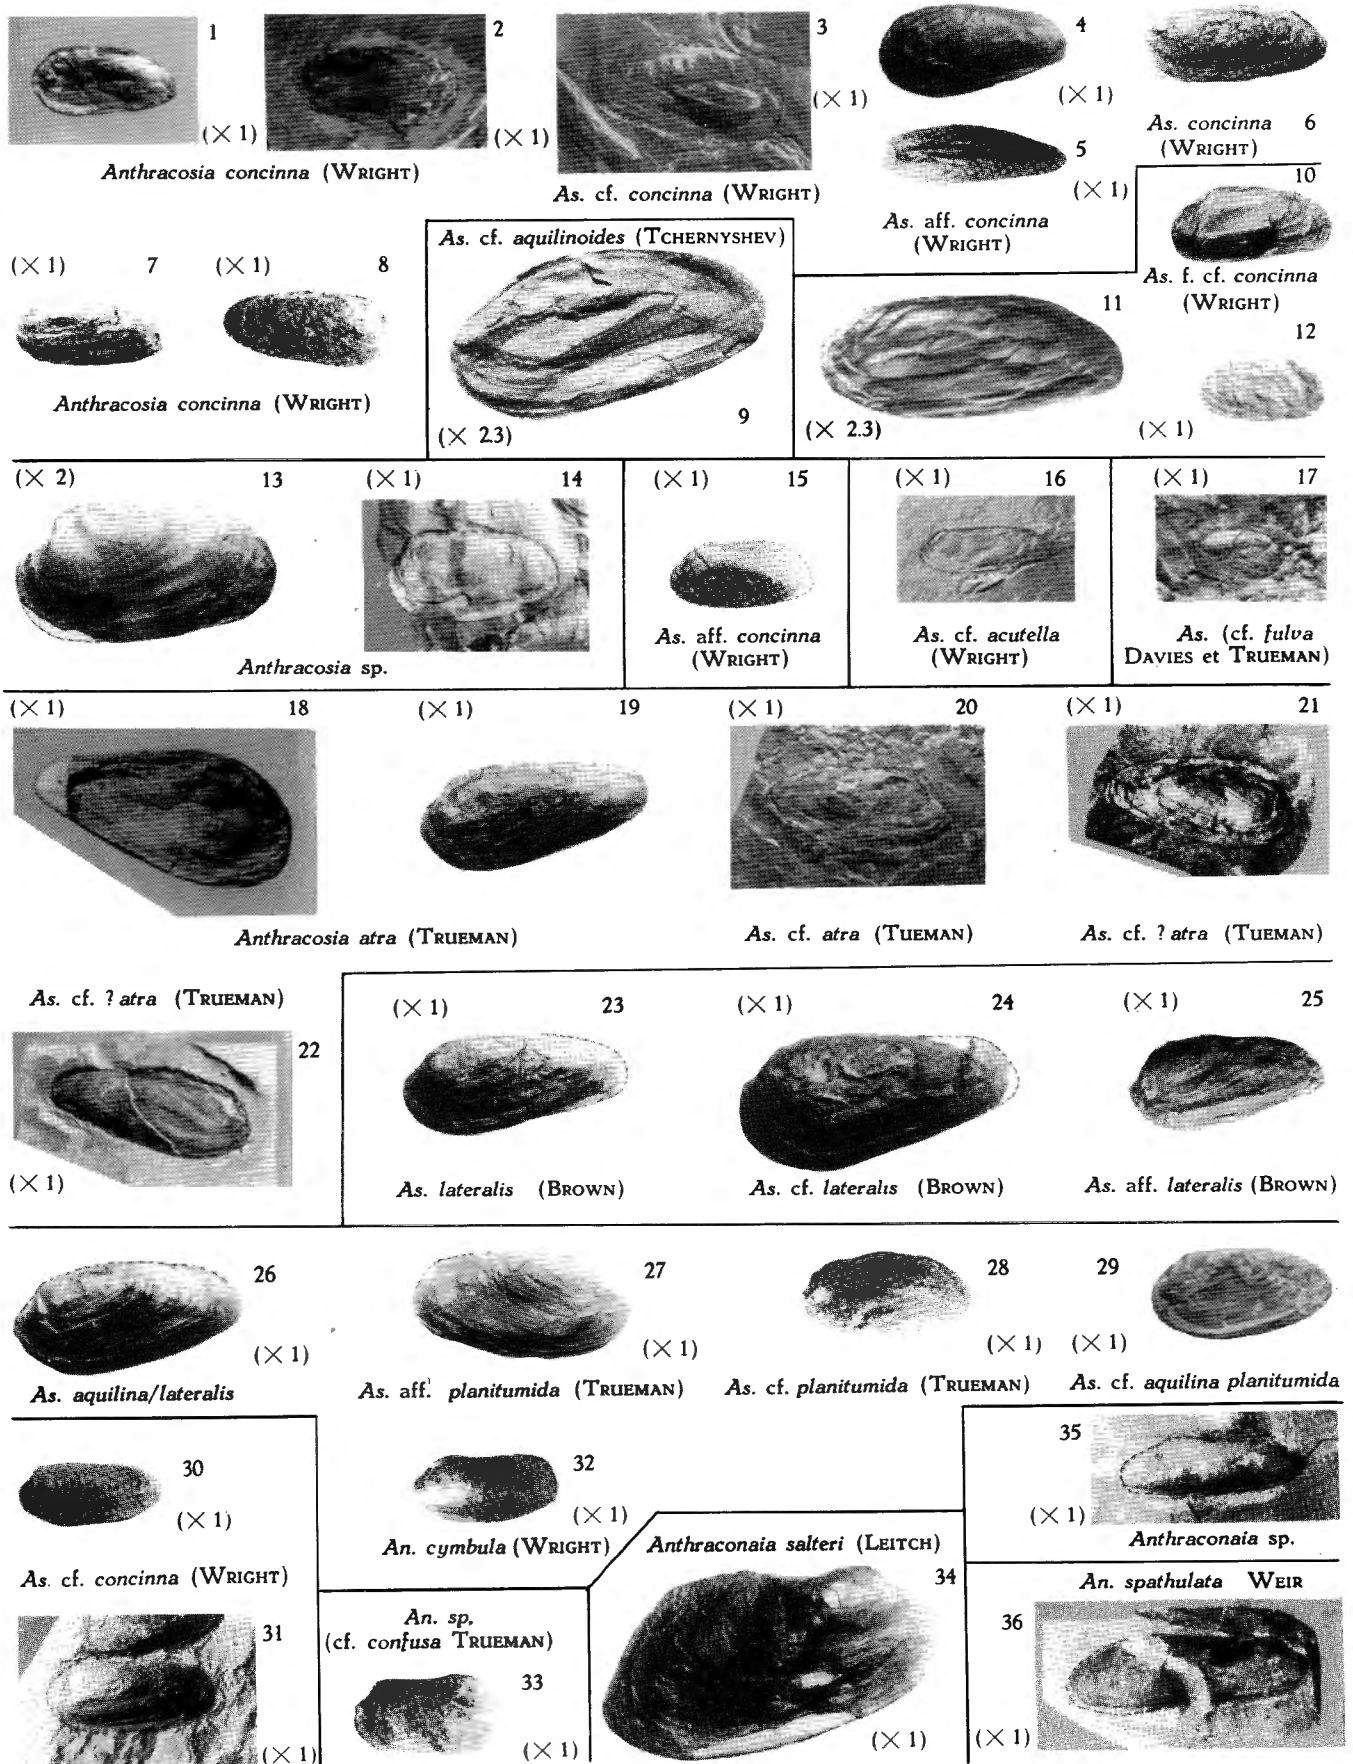 1
(× 1)
2
(× 1)
Anthracosia concinna (WRIGHT)
3
(× 1)
As. cf. concinna (WRIGHT)
4
(× 1)
5
(× 1)
As. aff. concinna
(WRIGHT)
As. concinna 6
(WRIGHT)
(× 1) 7
(× 1) 8
Anthracosia concinna (WRIGHT)
As. cf. aquilinoides (TCHERNYSHEV)
9
(× 2.3)
10
As. f. cf. concinna
(WRIGHT)
11
(× 2.3)
12
(× 1)
(× 2) 13
(× 1) 14
Anthracosia sp.
(× 1) 15
As. aff. concinna
(WRIGHT)
(× 1) 16
As. cf. acutella
(WRIGHT)
(× 1) 17
As. (cf. fulva
DAVIES et TRUEMAN)
(× 1) 18
(× 1) 19
Anthracosia atra (TRUEMAN)
(× 1) 20
As. cf. atra (TUEMAN)
(× 1) 21
As. cf. ? atra (TUEMAN)
As. cf. ? atra (TRUEMAN)
22
(× 1)
(× 1) 23
As. lateralis (BROWN)
(× 1) 24
As. cf. lateralis (BROWN)
(× 1) 25
As. aff. lateralis (BROWN)
26
(× 1)
As. aquilina/lateralis
27
(× 1)
As. aff. planitumida (TRUEMAN)
28
(× 1)
As. cf. planitumida (TRUEMAN)
29
(× 1)
As. cf. aquilina planitumida
30
(× 1)
As. cf. concinna (WRIGHT)
31
(× 1)
32
(× 1)
An. cymbula (WRIGHT)
An. sp.
(cf. confusa TRUEMAN)
33
(× 1)
Anthraconaia salteri (LEITCH)
34
(× 1)
35
(× 1)
Anthraconaia sp.
An. spathulata WEIR
36
(× 1)